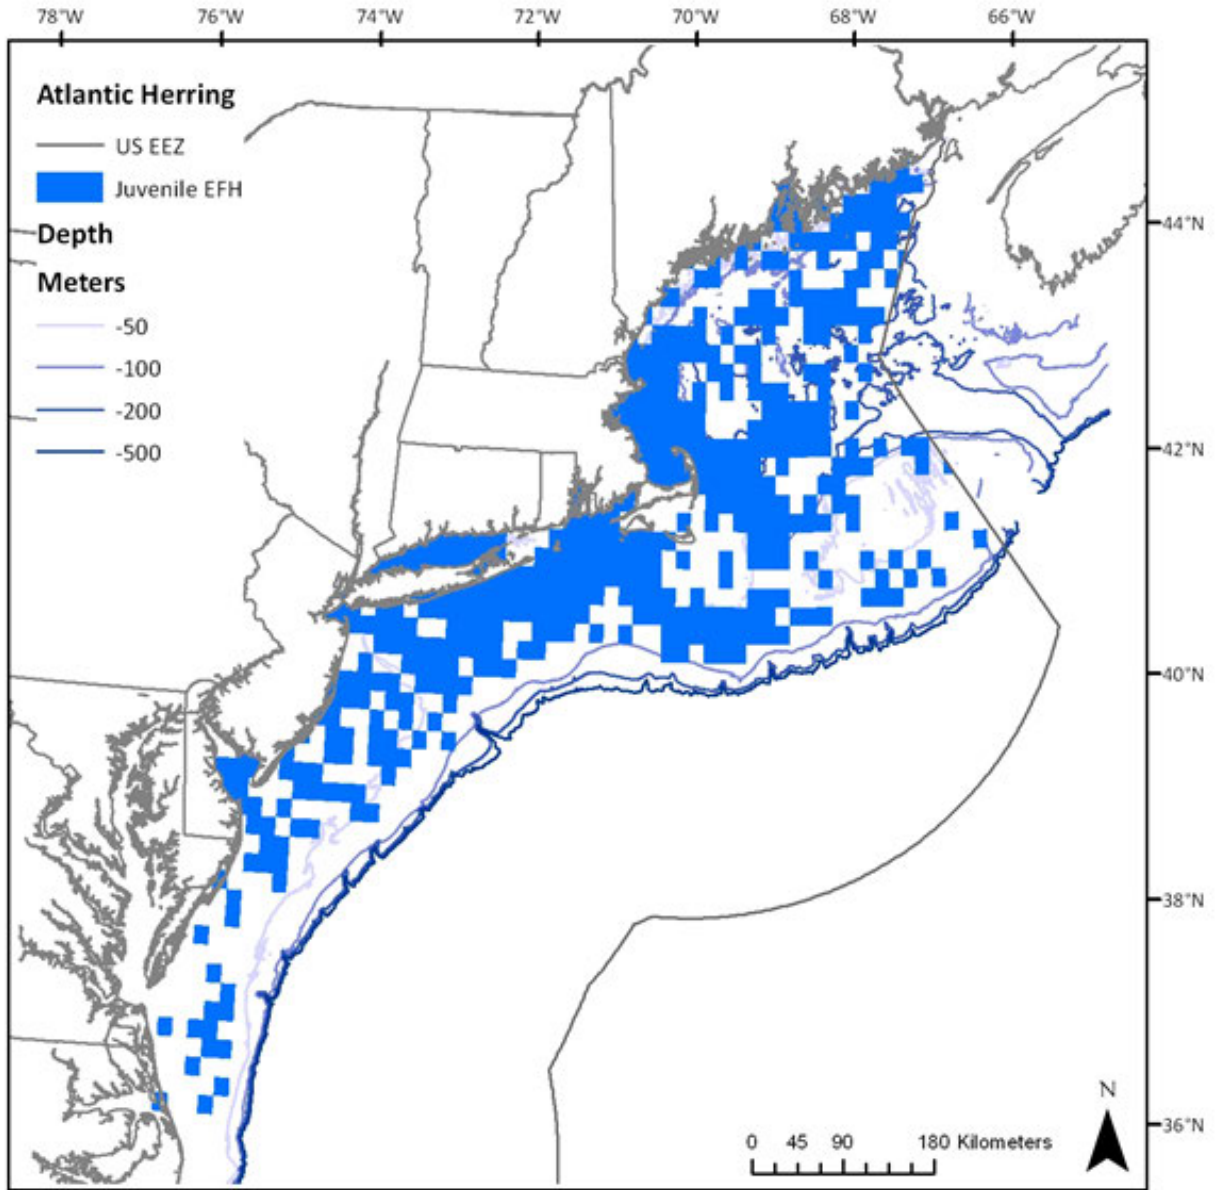 78°W 76°W 74°W 72°W 70°W 68°W 66°W
Atlantic Herring
US EEZ
Juvenile EFH
Depth
Meters
-50
-100
-200
-500
44°N
42°N
40°N
38°N
36°N
N
0 45 90 180 Kilometers